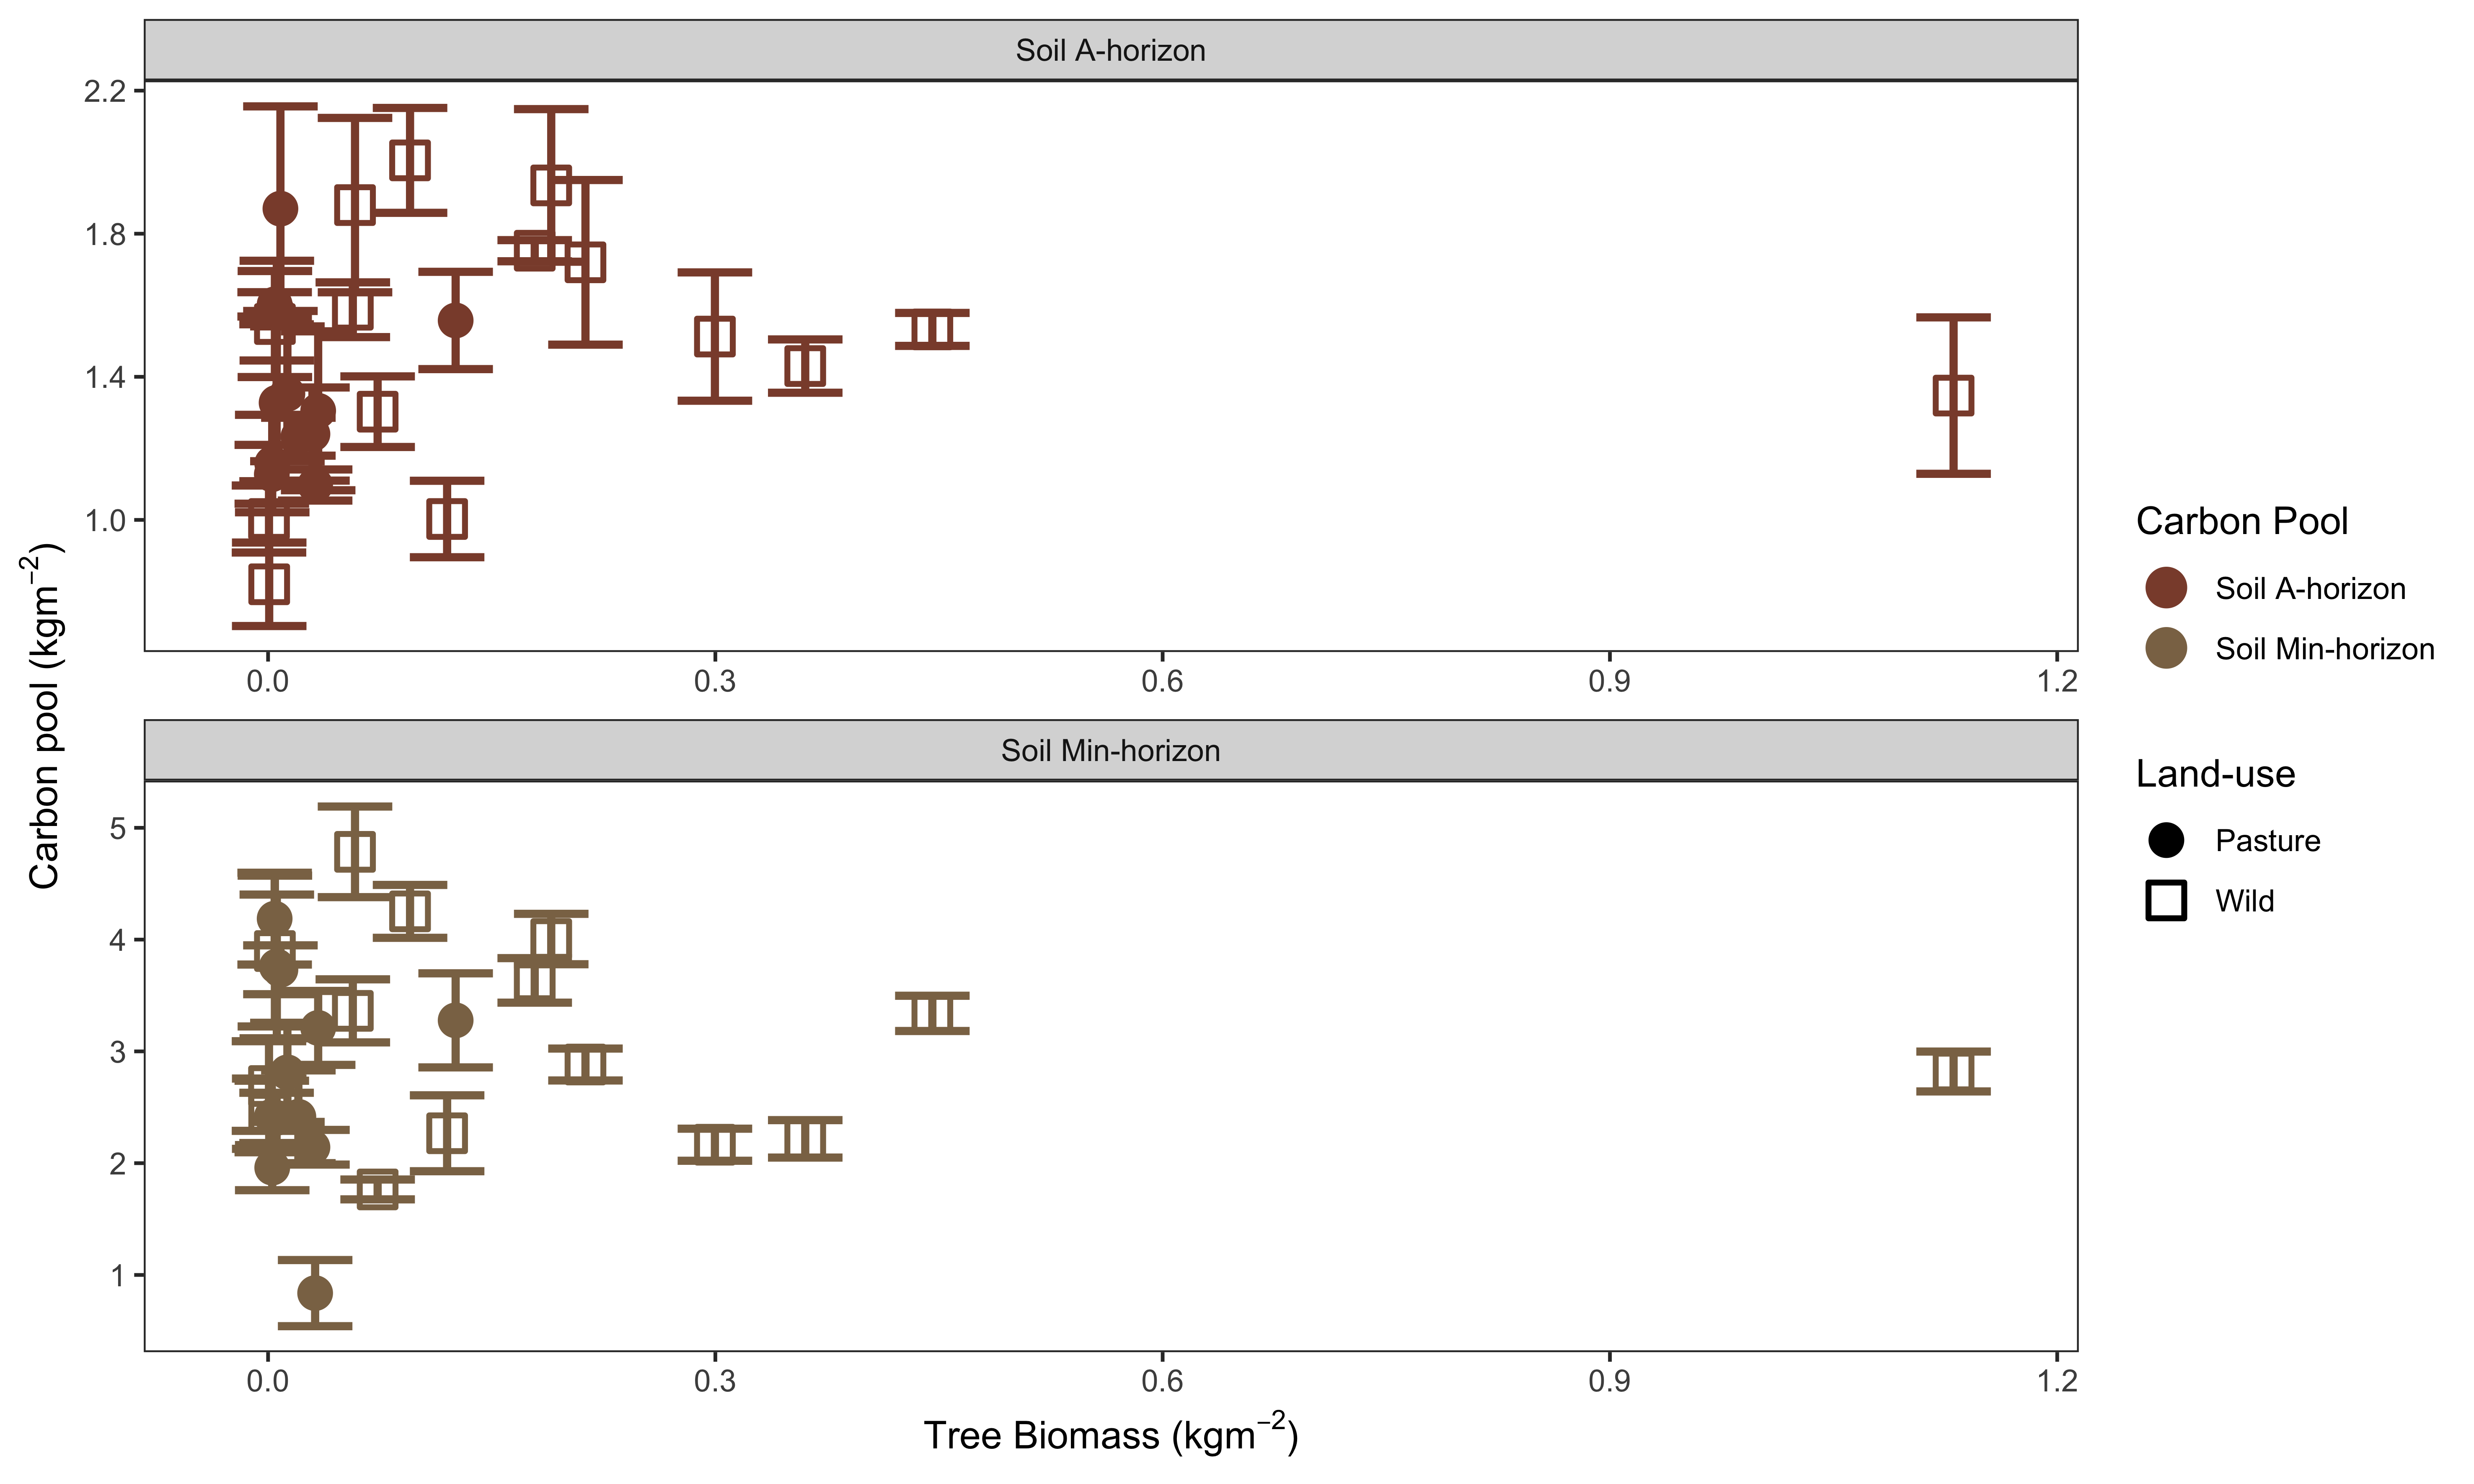 Soil A-horizon
2.2
1.8
1.4
1.0
0.0 0.3 0.6 0.9 1.2
Soil Min-horizon
5
4
3
2
1
0.0 0.3 0.6 0.9 1.2
Tree Biomass (kgm⁻²)
Carbon pool (kgm⁻²)
Carbon Pool
Soil A-horizon
Soil Min-horizon
Land-use
Pasture
Wild